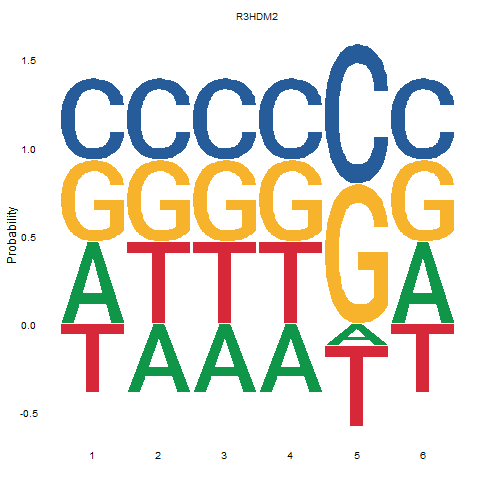 R3HDM2
1.5
1.0
0.5
0.0
-0.5
Probability
C C C C C C
G G G G G G
A T T T A A
T A A A T T
1 2 3 4 5 6